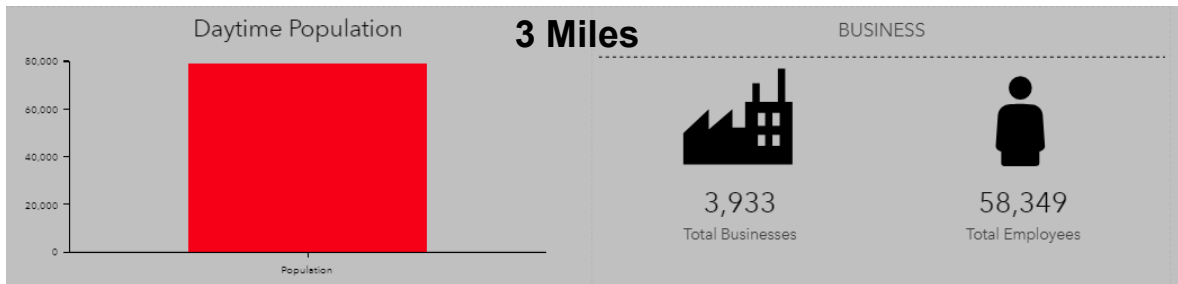 Daytime Population
3 Miles
BUSINESS
80,000
60,000
40,000
20,000
0
Population
3,933
58,349
Total Businesses
Total Employees